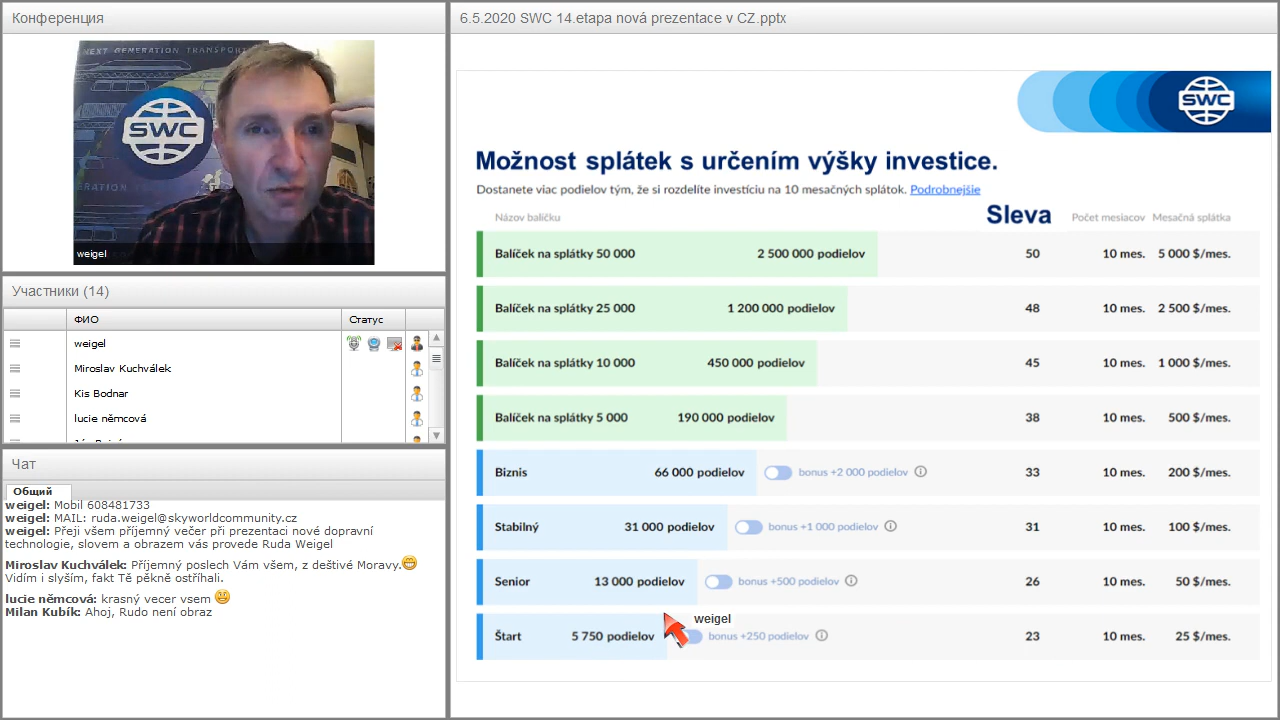 Конференция
NEXT GENERATION TRANSPORT
SWC
weigel
Участники (14)
ФИО
Статус
weigel
Miroslav Kuchválek
Kis Bodnar
lucie němcová
Чат
Общий
weigel: Mobil 608481733
weigel: MAIL: ruda.weigel@skyworldcommunity.cz
weigel: Přeji všem příjemný večer při prezentaci nové dopravní
technologie, slovem a obrazem vás provede Ruda Weigel
Miroslav Kuchválek: Příjemný poslech Vám všem, z deštivé Moravy.
Vidím i slyším, fakt Tě pěkně ostříhali.
lucie němcová: krasný vecer vsem
Milan Kubík: Ahoj, Rudo není obraz
6.5.2020 SWC 14.etapa nová prezentace v CZ.pptx
SWC
Možnost splátek s určením výšky investice.
Dostanete viac podielov tým, že si rozdelíte investíciu na 10 mesačných splátok. Podrobnejšie
Názov balíčku Sleva Počet mesiacov Mesačná splátka
Balíček na splátky 50 000 2 500 000 podielov 50 10 mes. 5 000 $/mes.
Balíček na splátky 25 000 1 200 000 podielov 48 10 mes. 2 500 $/mes.
Balíček na splátky 10 000 450 000 podielov 45 10 mes. 1 000 $/mes.
Balíček na splátky 5 000 190 000 podielov 38 10 mes. 500 $/mes.
Biznis 66 000 podielov bonus +2 000 podielov 33 10 mes. 200 $/mes.
Stabilný 31 000 podielov bonus +1 000 podielov 31 10 mes. 100 $/mes.
Senior 13 000 podielov bonus +500 podielov 26 10 mes. 50 $/mes.
weigel
Štart 5 750 podielov bonus +250 podielov 23 10 mes. 25 $/mes.